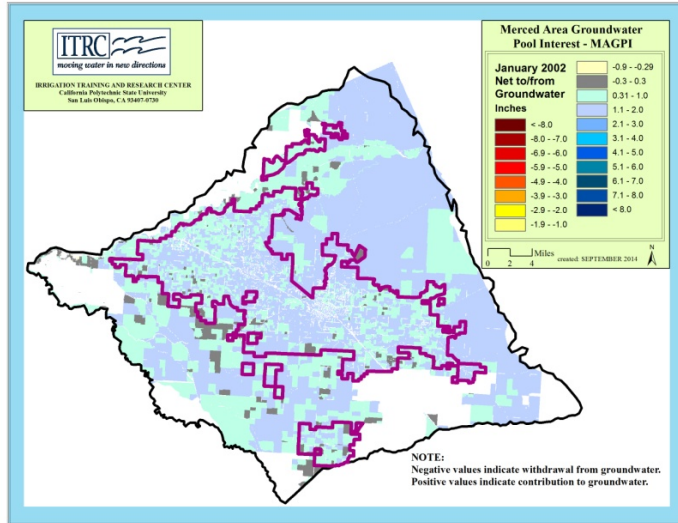 ITRC
moving water in new directions
IRRIGATION TRAINING AND RESEARCH CENTER
California Polytechnic State University
San Luis Obispo, CA 93407-0730
Merced Area Groundwater
Pool Interest - MAGPI
January 2002
Net to/from
Groundwater
Inches
< -8.0
-8.0 - -7.0
-6.9 - -6.0
-5.9 - -5.0
-4.9 - -4.0
-3.9 - -3.0
-2.9 - -2.0
-1.9 - -1.0
-0.9 - -0.29
-0.3 - 0.3
0.31 - 1.0
1.1 - 2.0
2.1 - 3.0
3.1 - 4.0
4.1 - 5.0
5.1 - 6.0
6.1 - 7.0
7.1 - 8.0
< 8.0
Miles
0 2 4
created: SEPTEMBER 2014
N
NOTE:
Negative values indicate withdrawal from groundwater.
Positive values indicate contribution to groundwater.